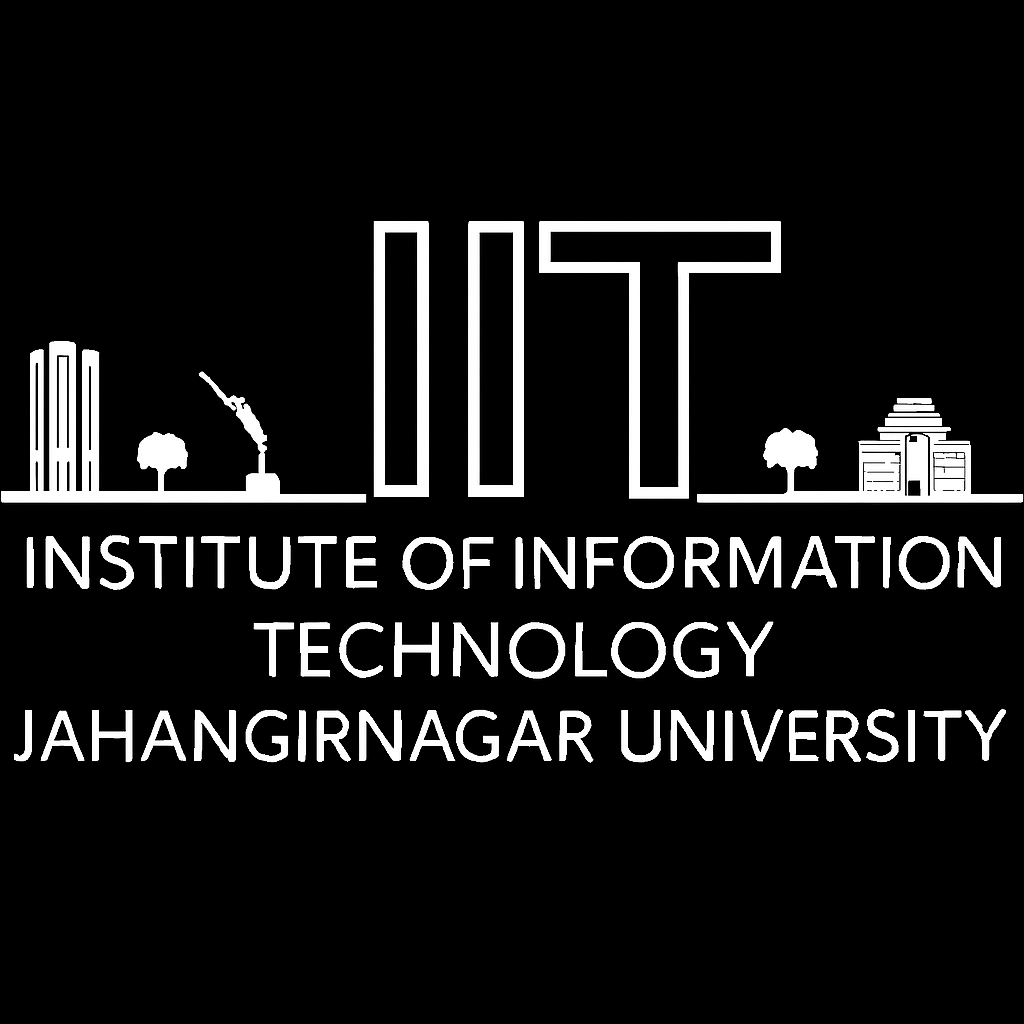 IIT
INSTITUTE OF INFORMATION
TECHNOLOGY
JAHANGIRNAGAR UNIVERSITY